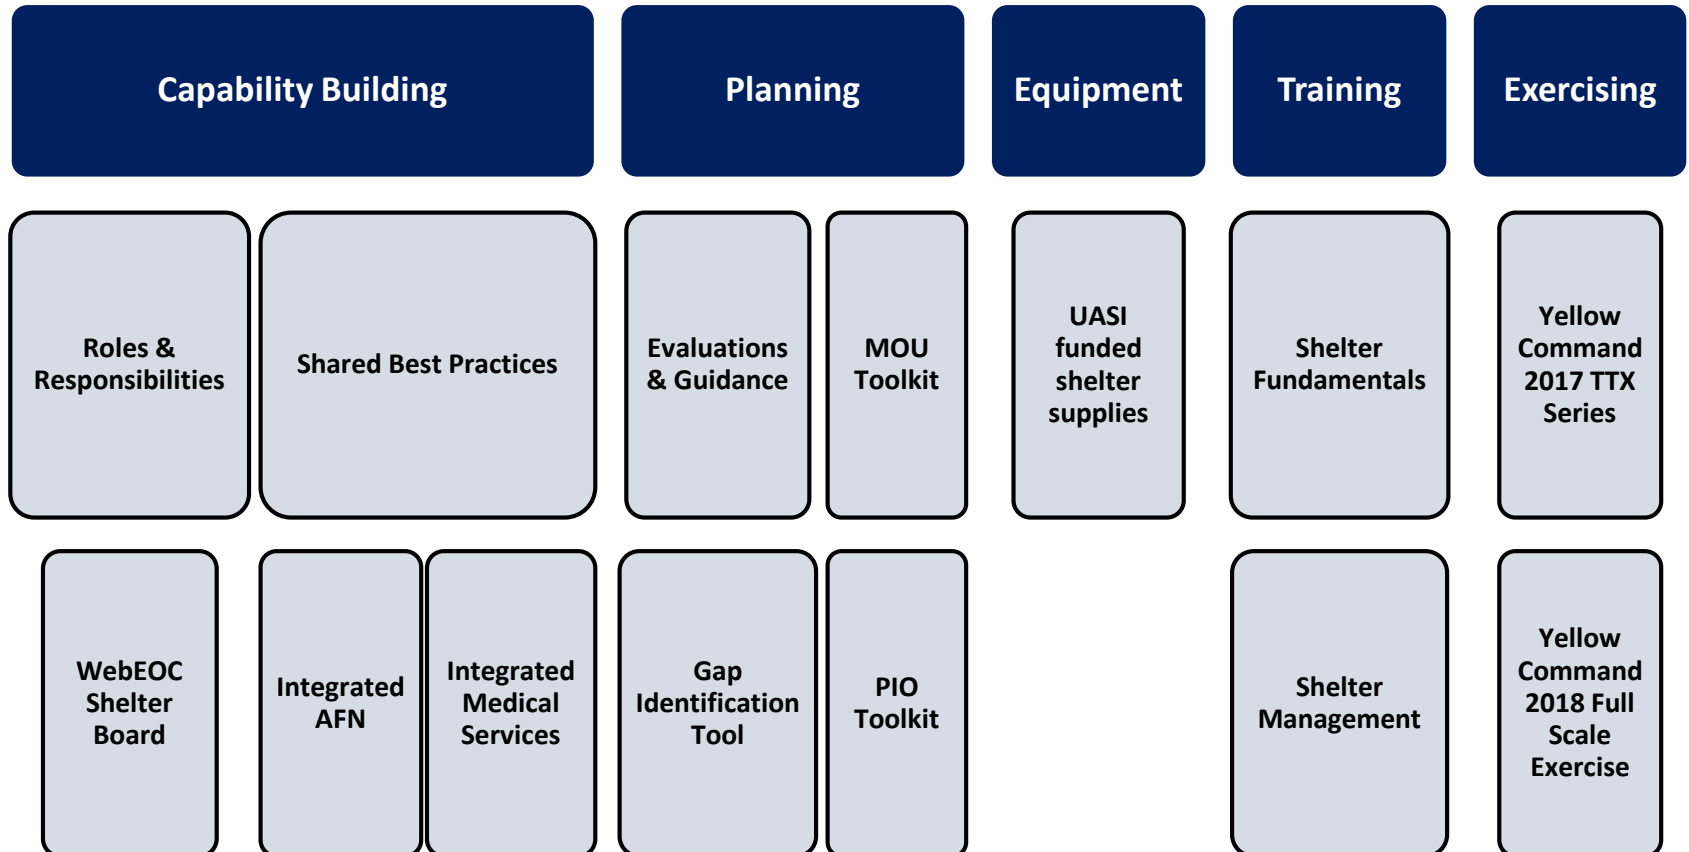 Capability Building
Planning
Equipment
Training
Exercising
Roles &
Responsibilities
Shared Best Practices
Evaluations
& Guidance
MOU
Toolkit
UASI
funded
shelter
supplies
Shelter
Fundamentals
Yellow
Command
2017 TTX
Series
WebEOC
Shelter
Board
Integrated
AFN
Integrated
Medical
Services
Gap
Identification
Tool
PIO
Toolkit
Shelter
Management
Yellow
Command
2018 Full
Scale
Exercise